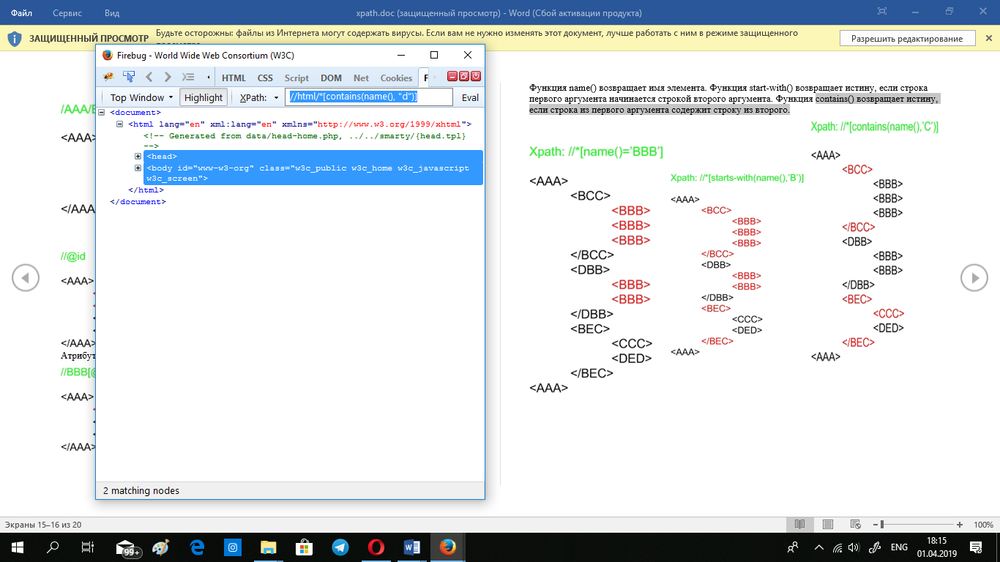 Файл Сервис Вид xpath.doc (защищенный просмотр) - Word (Сбой активации продукта)
ЗАЩИЩЕННЫЙ ПРОСМОТР Будьте осторожны: файлы из Интернета могут содержать вирусы. Если вам не нужно изменять этот документ, лучше работать с ним в режиме защищенного
Разрешить редактирование
Firebug - World Wide Web Consortium (W3C)
HTML CSS Script DOM Net Cookies F
Top Window Highlight XPath: //html/*[contains(name(), "d")] Eval
<document>
<html lang="en" xml:lang="en" xmlns="http://www.w3.org/1999/xhtml">
<!-- Generated from data/head-home.php, ../../smarty/{head.tpl}
-->
<head>
<body id="www-w3-org" class="w3c_public w3c_home w3c_javascript
w3c_screen">
</html>
</document>
2 matching nodes
//AAA/B
<AAA>
</AAA
//@id
<AAA>
</AAA>
Атрибут
//BBB[@
<AAA>
</AAA>
Функция name() возвращает имя элемента. Функция start-with() возвращает истину, если строка
первого аргумента начинается строкой второго аргумента. Функция contains() возвращает истину,
если строка из первого аргумента содержит строку из второго.
Xpath: //*[name()='BBB']
<AAA>
<BCC>
<BBB>
<BBB>
<BBB>
</BCC>
<DBB>
<BBB>
<BBB>
</DBB>
<BEC>
<CCC>
<DED>
</BEC>
<AAA>
Xpath: //*[starts-with(name(),'B')]
<AAA>
<BCC>
<BBB>
<BBB>
<BBB>
</BCC>
<DBB>
<BBB>
<BBB>
</DBB>
<BEC>
<CCC>
<DED>
</BEC>
<AAA>
Xpath: //*[contains(name(),'C')]
<AAA>
<BCC>
<BBB>
<BBB>
<BBB>
</BCC>
<DBB>
<BBB>
<BBB>
</DBB>
<BEC>
<CCC>
<DED>
</BEC>
<AAA>
Экраны 15–16 из 20 100%
99+ ENG 18:15
01.04.2019